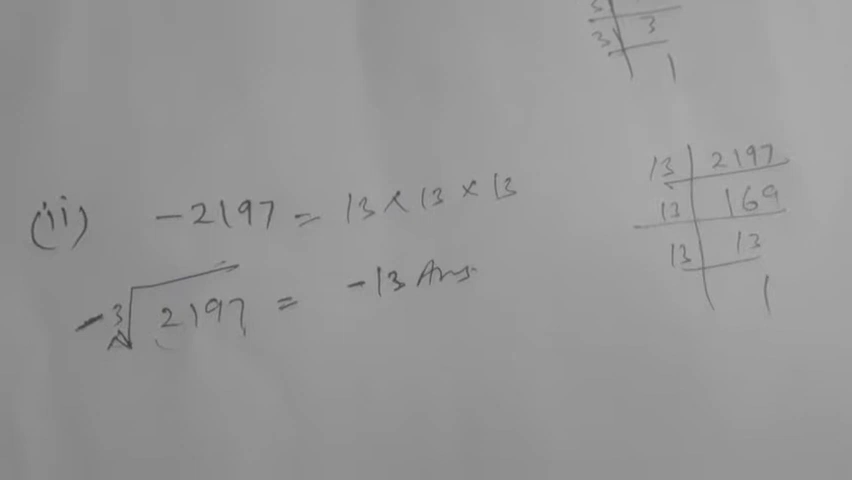 3 | 3
1
(ii) -2197 = 13 × 13 × 13
-∛2197 = -13 Ans.
13 | 2197
13 | 169
13 | 13
| 1